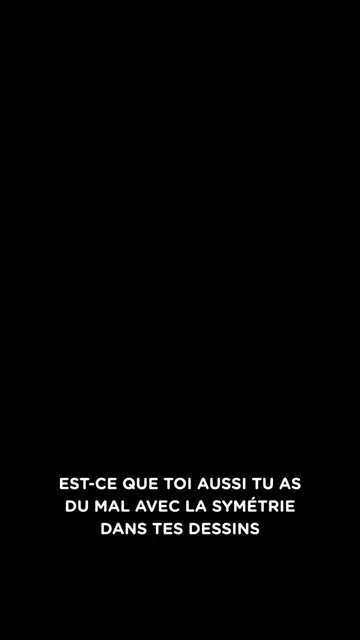 EST-CE QUE TOI AUSSI TU AS
DU MAL AVEC LA SYMÉTRIE
DANS TES DESSINS